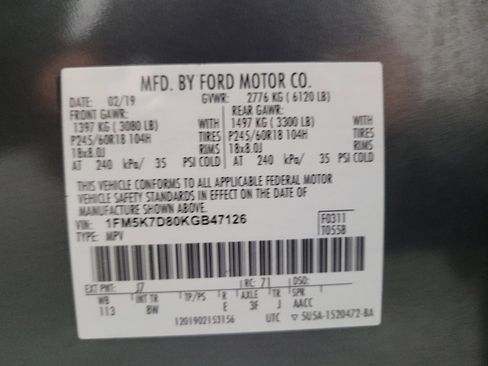 MFD. BY FORD MOTOR CO.
DATE: 02/19 GVWR: 2776 KG ( 6120 LB)
FRONT GAWR: REAR GAWR:
1397 KG ( 3080 LB) WITH 1497 KG ( 3300 LB) WITH
P245/60R18 104H TIRES P245/60R18 104H TIRES
18x8.0J RIMS 18x8.0J RIMS
AT 240 kPa/ 35 PSI COLD AT 240 kPa/ 35 PSI COLD
THIS VEHICLE CONFORMS TO ALL APPLICABLE FEDERAL MOTOR
VEHICLE SAFETY STANDARDS IN EFFECT ON THE DATE OF
MANUFACTURE SHOWN ABOVE.
VIN: 1FM5K7D80KGB47126 F0311
TYPE: MPV T0558
EXT PNT: J7 RC: 71 DSO:
WB INT TR TP/PS R AXLE TR SPR
113 8W E 3F J AACC
1201902153156 UTC 5U5A-1520472-BA